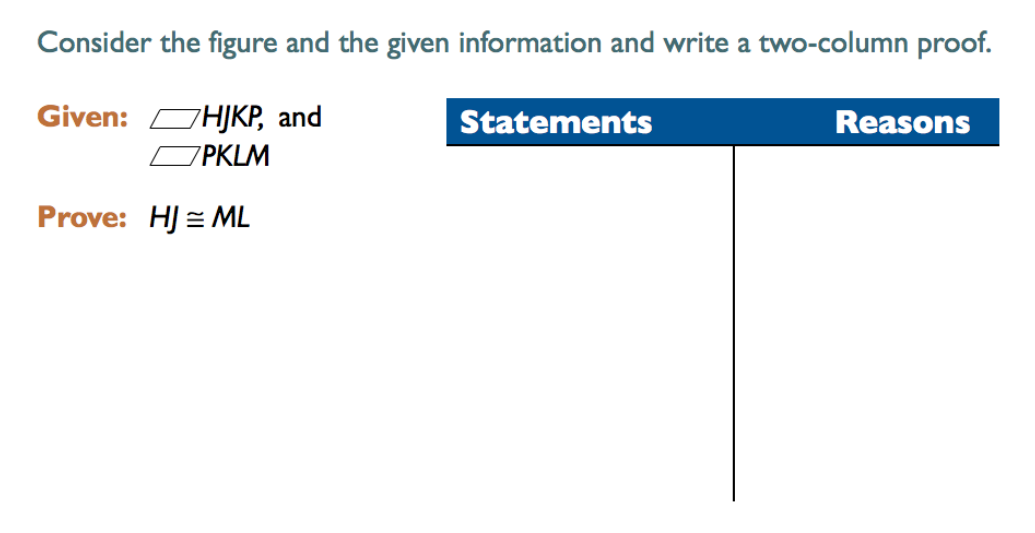 Consider the figure and the given information and write a two-column proof.
Given: ▱HJKP, and
▱PKLM
Prove: HJ ≅ ML
Statements Reasons